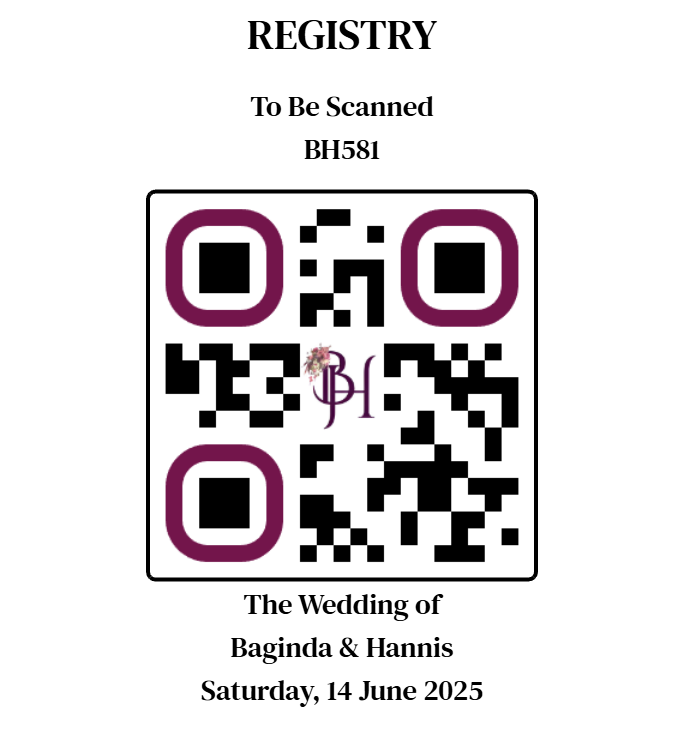 REGISTRY
To Be Scanned
BH581
BH
The Wedding of
Baginda & Hannis
Saturday, 14 June 2025